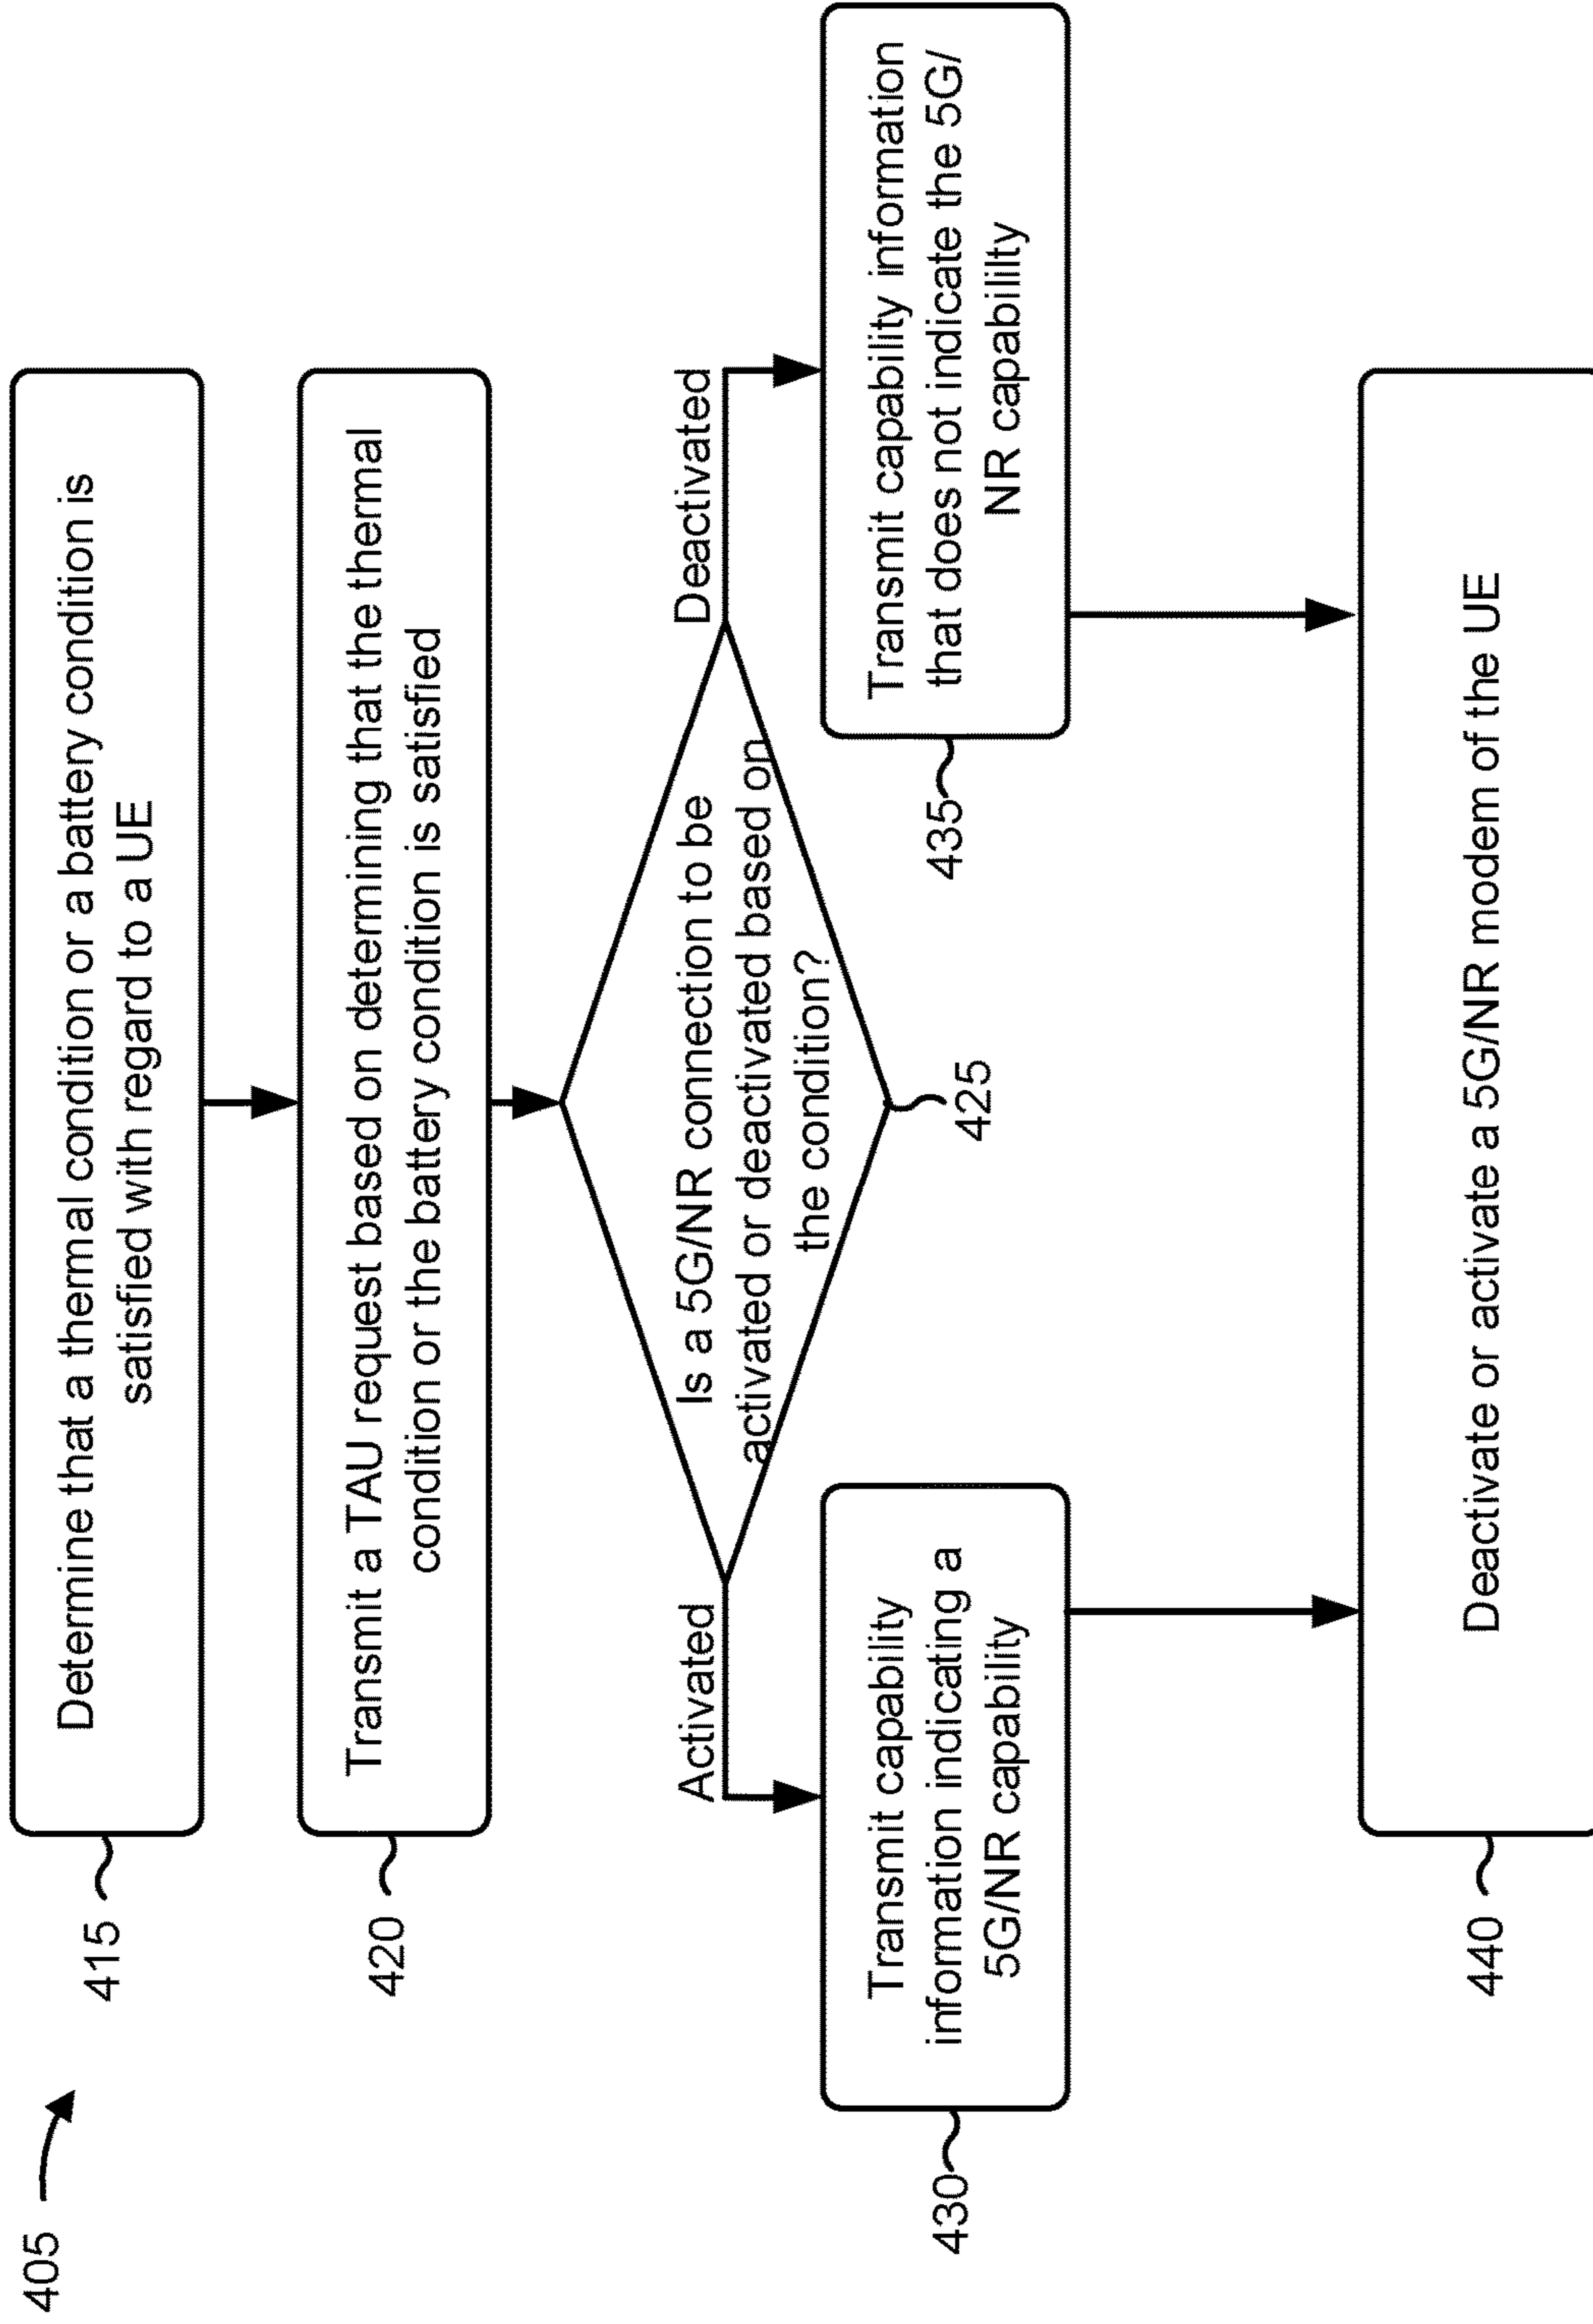 405
415
Determine that a thermal condition or a battery condition is
satisfied with regard to a UE
420
Transmit a TAU request based on determining that the thermal
condition or the battery condition is satisfied
Activated
Deactivated
Is a 5G/NR connection to be
activated or deactivated based on
the condition?
425
430
Transmit capability
information indicating a
5G/NR capability
435
Transmit capability information
that does not indicate the 5G/
NR capability
440
Deactivate or activate a 5G/NR modem of the UE